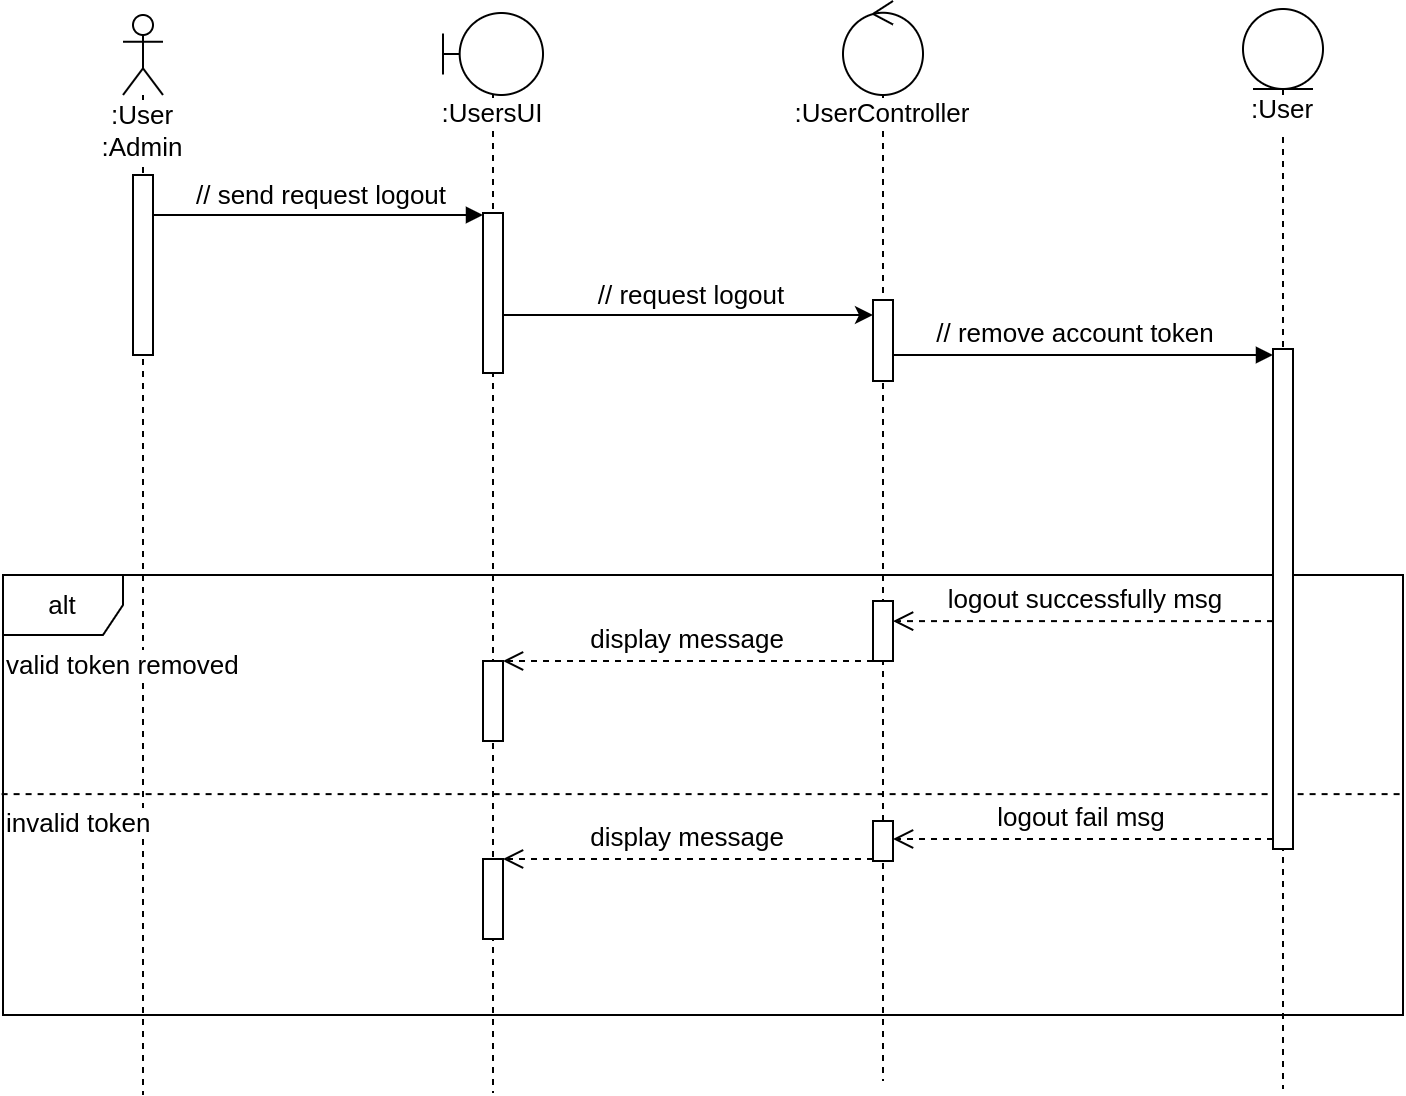 :User
:Admin
:UsersUI
:UserController
:User
// send request logout
// request logout
// remove account token
alt
logout successfully msg
display message
valid token removed
invalid token
logout fail msg
display message